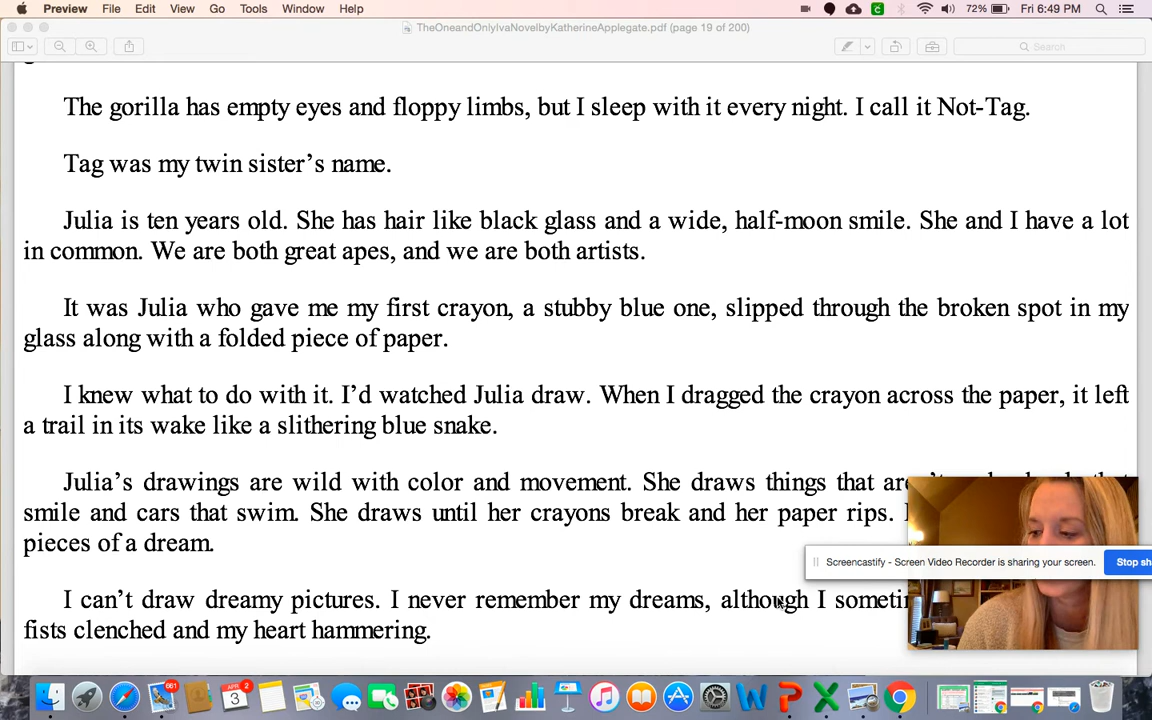 Preview File Edit View Go Tools Window Help 72% Fri 6:49 PM
TheOneandOnlyIvaNovelbyKatherineApplegate.pdf (page 19 of 200)
Search
The gorilla has empty eyes and floppy limbs, but I sleep with it every night. I call it Not-Tag.
Tag was my twin sister’s name.
Julia is ten years old. She has hair like black glass and a wide, half-moon smile. She and I have a lot
in common. We are both great apes, and we are both artists.
It was Julia who gave me my first crayon, a stubby blue one, slipped through the broken spot in my
glass along with a folded piece of paper.
I knew what to do with it. I’d watched Julia draw. When I dragged the crayon across the paper, it left
a trail in its wake like a slithering blue snake.
Julia’s drawings are wild with color and movement. She draws things that
smile and cars that swim. She draws until her crayons break and her paper rips.
pieces of a dream.
Screencastify - Screen Video Recorder is sharing your screen. Stop sh
I can’t draw dreamy pictures. I never remember my dreams, although I
fists clenched and my heart hammering.
661
APR 2
3